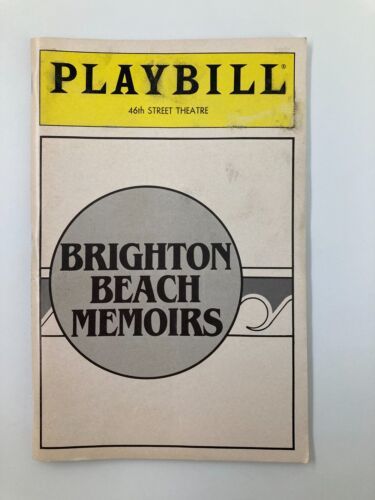 PLAYBILL®
46th STREET THEATRE
BRIGHTON
BEACH
MEMOIRS